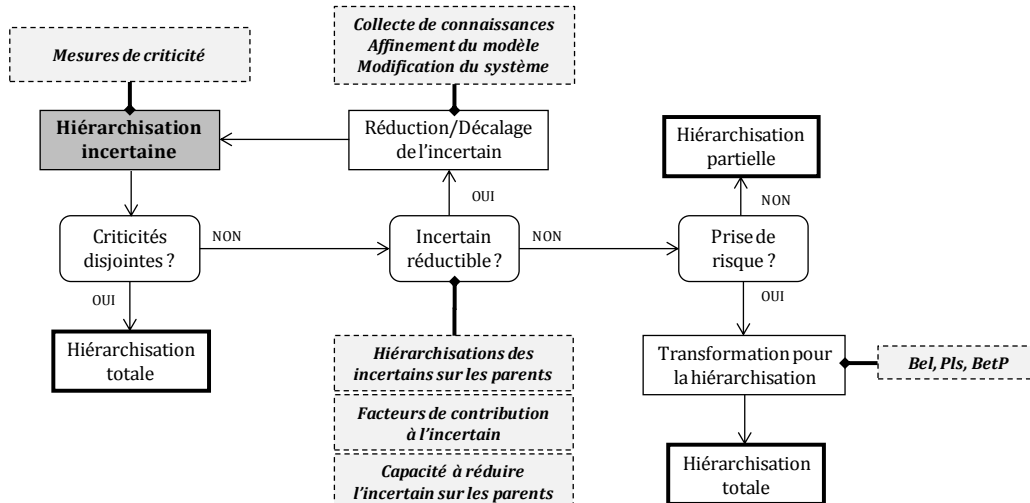 Collecte de connaissances
Affinement du modèle
Modification du système
Mesures de criticité
Hiérarchisation
incertaine
Réduction/Décalage
de l'incertain
Hiérarchisation
partielle
OUI
NON
Criticités
disjointes ?
NON
Incertain
réductible ?
NON
Prise de
risque ?
OUI
OUI
Hiérarchisation
totale
Hiérarchisations des
incertains sur les parents
Transformation pour
la hiérarchisation
Bel, Pls, BetP
Facteurs de contribution
à l'incertain
Capacité à réduire
l'incertain sur les parents
Hiérarchisation
totale